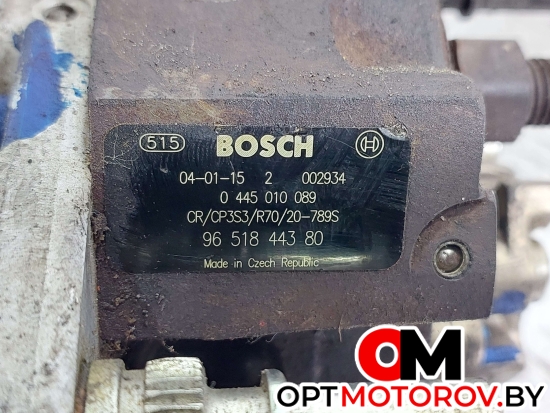 515 BOSCH
04-01-15 2 002934
0 445 010 089
CR/CP3S3/R70/20-789S
96 518 443 80
Made in Czech Republic
OM
OPTMOTOROV.BY